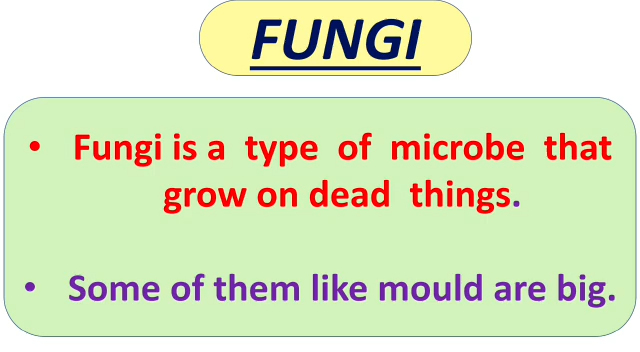 FUNGI
• Fungi is a type of microbe that
grow on dead things.
• Some of them like mould are big.